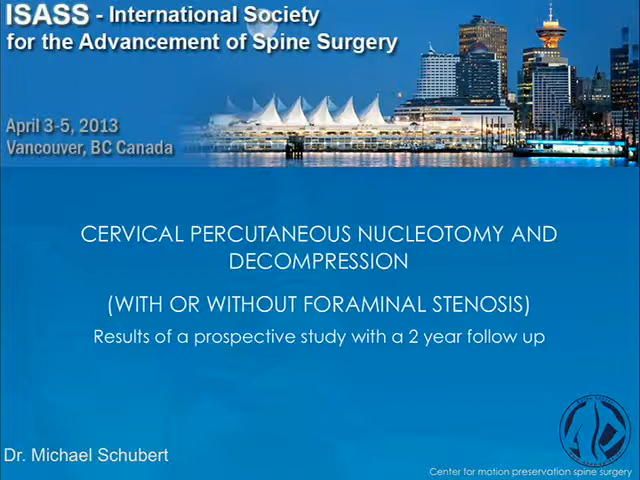 ISASS - International Society
for the Advancement of Spine Surgery
April 3-5, 2013
Vancouver, BC Canada
CERVICAL PERCUTANEOUS NUCLEOTOMY AND
DECOMPRESSION
(WITH OR WITHOUT FORAMINAL STENOSIS)
Results of a prospective study with a 2 year follow up
Dr. Michael Schubert
Center for motion preservation spine surgery